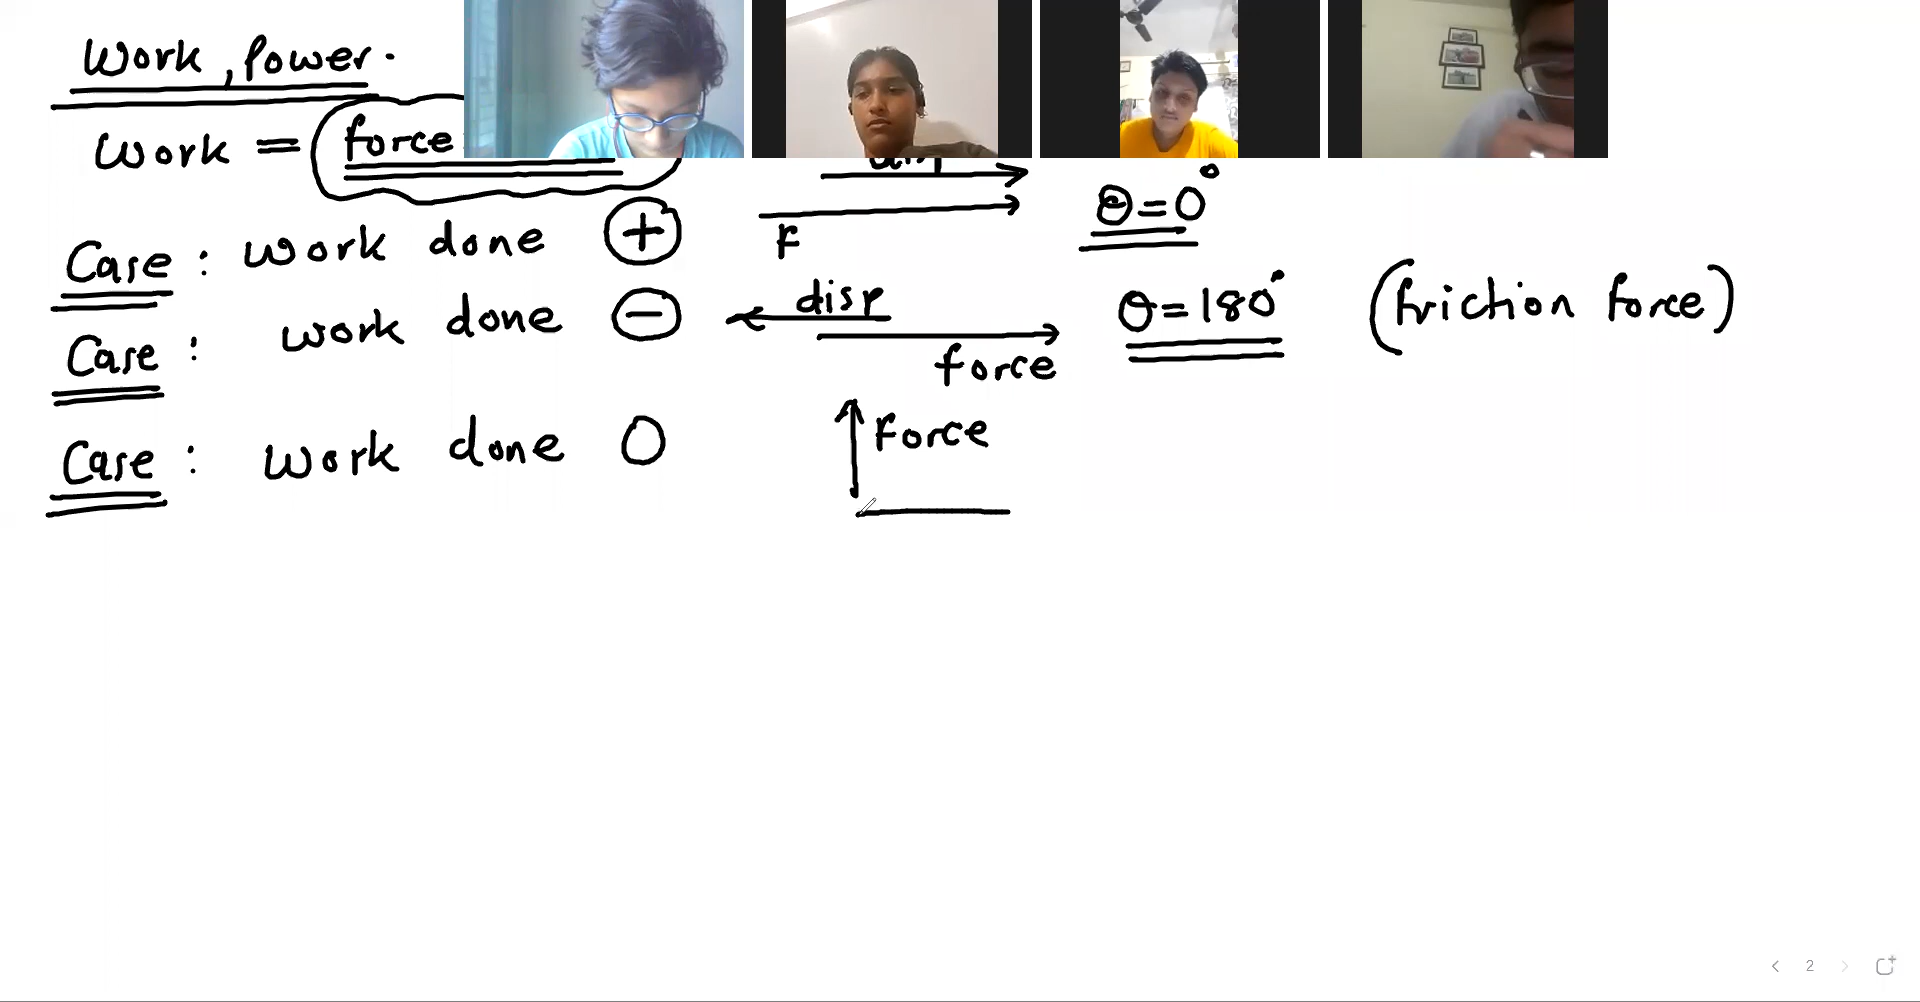 Work, Power.
Work = force
Case : work done + F θ=0°
Case : work done − disp force θ=180° (friction force)
Case : work done 0 Force
2